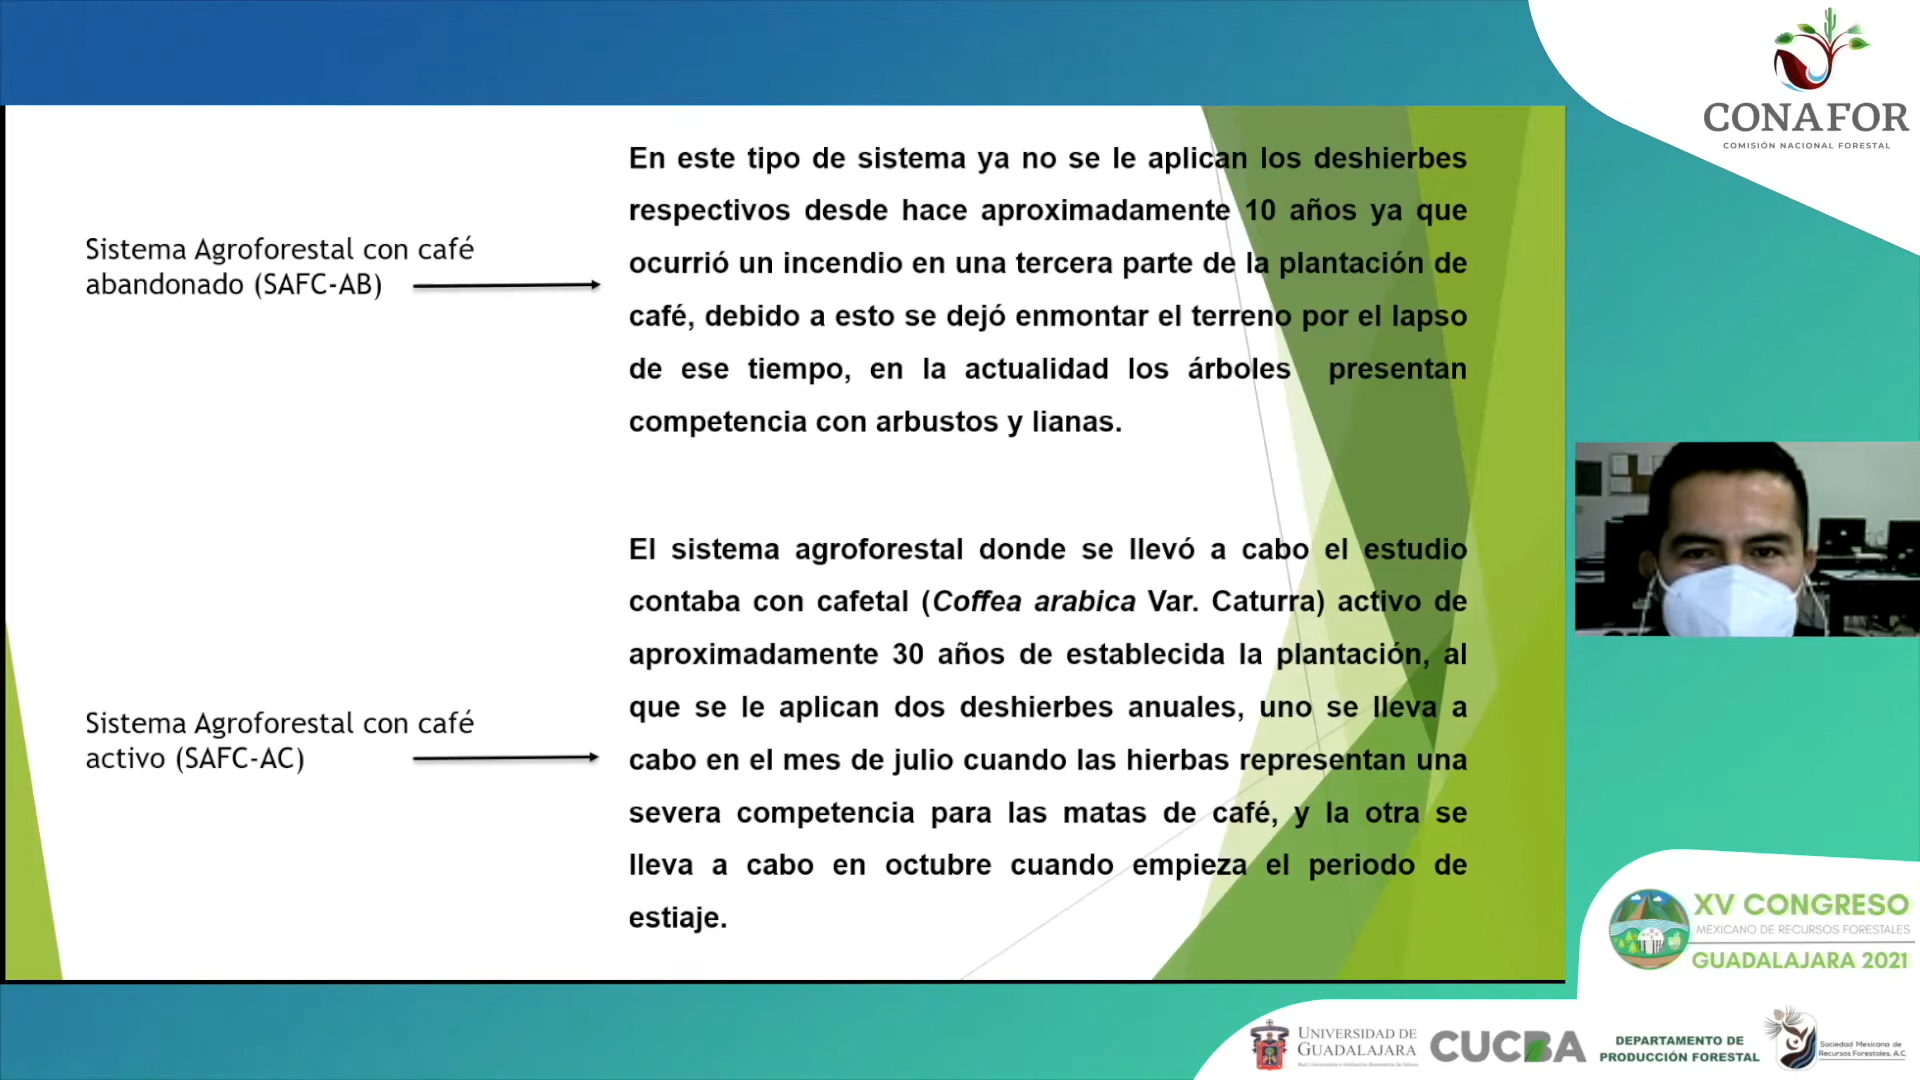 CONAFOR
COMISIÓN NACIONAL FORESTAL
Sistema Agroforestal con café
abandonado (SAFC-AB)
En este tipo de sistema ya no se le aplican los deshierbes
respectivos desde hace aproximadamente 10 años ya que
ocurrió un incendio en una tercera parte de la plantación de
café, debido a esto se dejó enmontar el terreno por el lapso
de ese tiempo, en la actualidad los árboles presentan
competencia con arbustos y lianas.
Sistema Agroforestal con café
activo (SAFC-AC)
El sistema agroforestal donde se llevó a cabo el estudio
contaba con cafetal (Coffea arabica Var. Caturra) activo de
aproximadamente 30 años de establecida la plantación, al
que se le aplican dos deshierbes anuales, uno se lleva a
cabo en el mes de julio cuando las hierbas representan una
severa competencia para las matas de café, y la otra se
lleva a cabo en octubre cuando empieza el periodo de
estiaje.
XV CONGRESO
MEXICANO DE RECURSOS FORESTALES
GUADALAJARA 2021
UNIVERSIDAD DE
GUADALAJARA
CUCBA
DEPARTAMENTO DE
PRODUCCIÓN FORESTAL
Sociedad Mexicana de
Recursos Forestales, A.C.